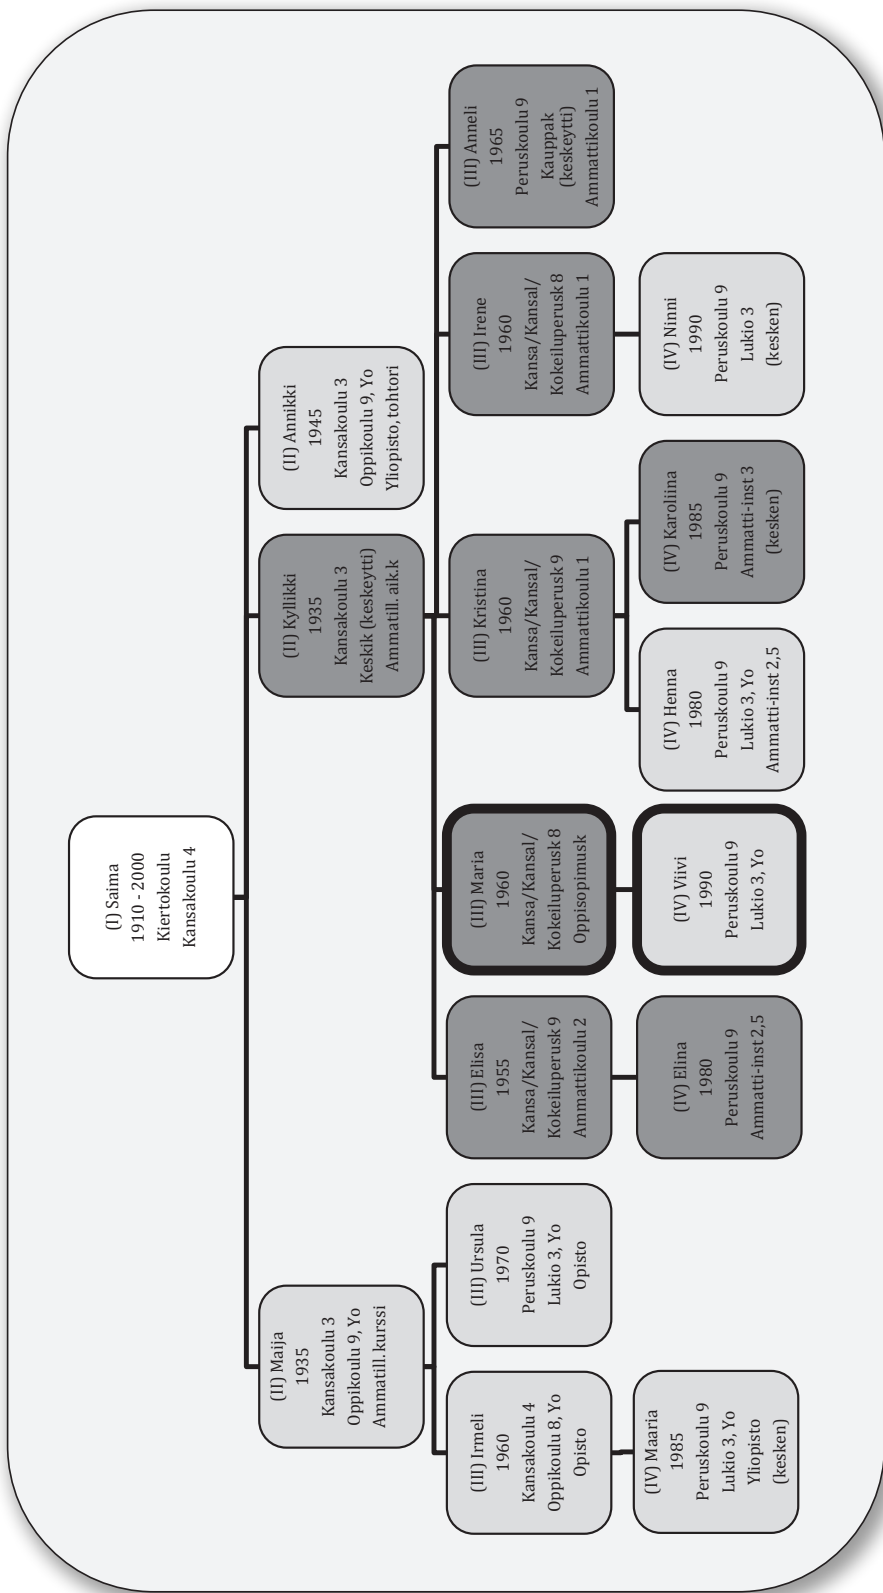 (I) Saima
1910 - 2000
Kiertokoulu
Kansakoulu 4
(II) Maija
1935
Kansakoulu 3
Oppikoulu 9, Yo
Ammatill. kurssi
(II) Kyllikki
1935
Kansakoulu 3
Keskik (keskeytti)
Ammatill. aik.k
(II) Annikki
1945
Kansakoulu 3
Oppikoulu 9, Yo
Yliopisto, tohtori
(III) Irmeli
1960
Kansakoulu 4
Oppikoulu 8, Yo
Opisto
(III) Ursula
1970
Peruskoulu 9
Lukio 3, Yo
Opisto
(III) Elisa
1955
Kansa/Kansal/
Kokeiluperusk 9
Ammattikoulu 2
(III) Maria
1960
Kansa/Kansal/
Kokeiluperusk 8
Oppisopimusk
(III) Kristina
1960
Kansa/Kansal/
Kokeiluperusk 9
Ammattikoulu 1
(III) Irene
1960
Kansa/Kansal/
Kokeiluperusk 8
Ammattikoulu 1
(III) Anneli
1965
Peruskoulu 9
Kauppak
(keskeytti)
Ammattikoulu 1
(IV) Maaria
1985
Peruskoulu 9
Lukio 3, Yo
Yliopisto
(kesken)
(IV) Elina
1980
Peruskoulu 9
Ammatti-inst 2,5
(IV) Viivi
1990
Peruskoulu 9
Lukio 3, Yo
(IV) Henna
1980
Peruskoulu 9
Lukio 3, Yo
Ammatti-inst 2,5
(IV) Karoliina
1985
Peruskoulu 9
Ammatti-inst 3
(kesken)
(IV) Ninni
1990
Peruskoulu 9
Lukio 3
(kesken)